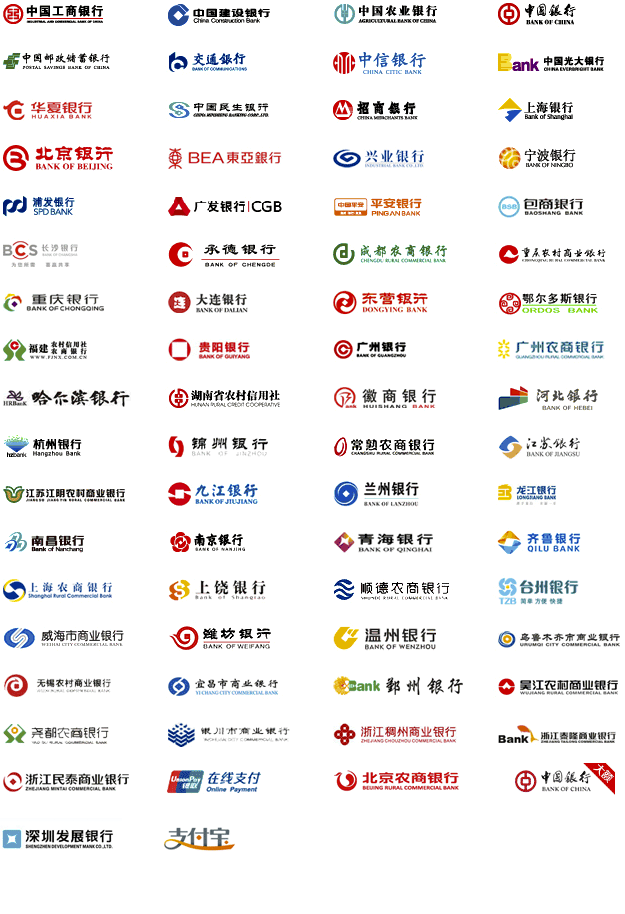 中国工商银行
INDUSTRIAL AND COMMERCIAL BANK OF CHINA
中国建设银行
China Construction Bank
中国农业银行
AGRICULTURAL BANK OF CHINA
中国银行
BANK OF CHINA
中国邮政储蓄银行
POSTAL SAVINGS BANK OF CHINA
交通银行
BANK OF COMMUNICATIONS
中信银行
CHINA CITIC BANK
Bank
中国光大银行
CHINA EVERBRIGHT BANK
华夏银行
HUAXIA BANK
中国民生银行
CHINA MINSHENG BANKING CORP., LTD.
招商银行
CHINA MERCHANTS BANK
上海银行
Bank of Shanghai
北京银行
BANK OF BEIJING
BEA東亞銀行
兴业银行
INDUSTRIAL BANK CO.,LTD.
宁波银行
BANK OF NINGBO
浦发银行
SPD BANK
广发银行|CGB
中国平安
平安银行
PING AN BANK
BSB
包商银行
BAOSHANG BANK
BCS
长沙银行
BANK OF CHANGSHA
承德银行
BANK OF CHENGDE
成都农商银行
CHENGDU RURAL COMMERCIAL BANK
重庆农村商业银行
CHONGQING RURAL COMMERCIAL BANK
重庆银行
BANK OF CHONGQING
大连银行
BANK OF DALIAN
东营银行
DONGYING BANK
鄂尔多斯银行
ORDOS BANK
福建
农村信用社
农商银行
WWW.FJNX.COM.CN
贵阳银行
BANK OF GUIYANG
广州银行
BANK OF GUANGZHOU
广州农商银行
GUANGZHOU RURAL COMMERCIAL BANK
HRBanK
哈尔滨银行
湖南省农村信用社
HUNAN RURAL CREDIT COOPERATIVE
徽商银行
HUISHANG BANK
河北银行
BANK OF HEBEI
hzbank
杭州银行
Hangzhou Bank
锦州银行
BANK OF JINZHOU
常熟农商银行
CHANGSHU RURAL COMMERCIAL BANK
江苏银行
BANK OF JIANGSU
江苏江阴农村商业银行
JIANGSU JIANGYIN RURAL COMMERCIAL BANK
九江银行
BANK OF JIUJIANG
兰州银行
BANK OF LANZHOU
龙江银行
LONGJIANG BANK
南昌银行
Bank of Nanchang
南京银行
BANK OF NANJING
青海银行
BANK OF QINGHAI
齐鲁银行
QILU BANK
上海农商银行
Shanghai Rural Commercial Bank
上饶银行
Bank of Shangrao
顺德农商银行
SHUNDE RURAL COMMERCIAL BANK
TZB
台州银行
简单 方便 快捷
威海市商业银行
WEIHAI CITY COMMERCIAL BANK
潍坊银行
BANK OF WEIFANG
温州银行
BANK OF WENZHOU
乌鲁木齐市商业银行
URUMQI CITY COMMERCIAL BANK
无锡农村商业银行
宜昌市商业银行
YI CHANG CITY COMMERCIAL BANK
Bank
鄞州银行
吴江农村商业银行
WUJIANG RURAL COMMERCIAL BANK
尧都农商银行
YAO DU RURAL COMMERCIAL BANK
银川市商业银行
浙江稠州商业银行
ZHEJIANG CHOUZHOU COMMERCIAL BANK
Bank
浙江泰隆商业银行
ZHEJIANG TAILONG COMMERCIAL BANK
浙江民泰商业银行
ZHEJIANG MINTAI COMMERCIAL BANK
UnionPay
银联
在线支付
Online Payment
北京农商银行
BEIJING RURAL COMMERCIAL BANK
中国银行
BANK OF CHINA
大额
深圳发展银行
SHENZHEN DEVELOPMENT BANK CO.,LTD.
支付宝